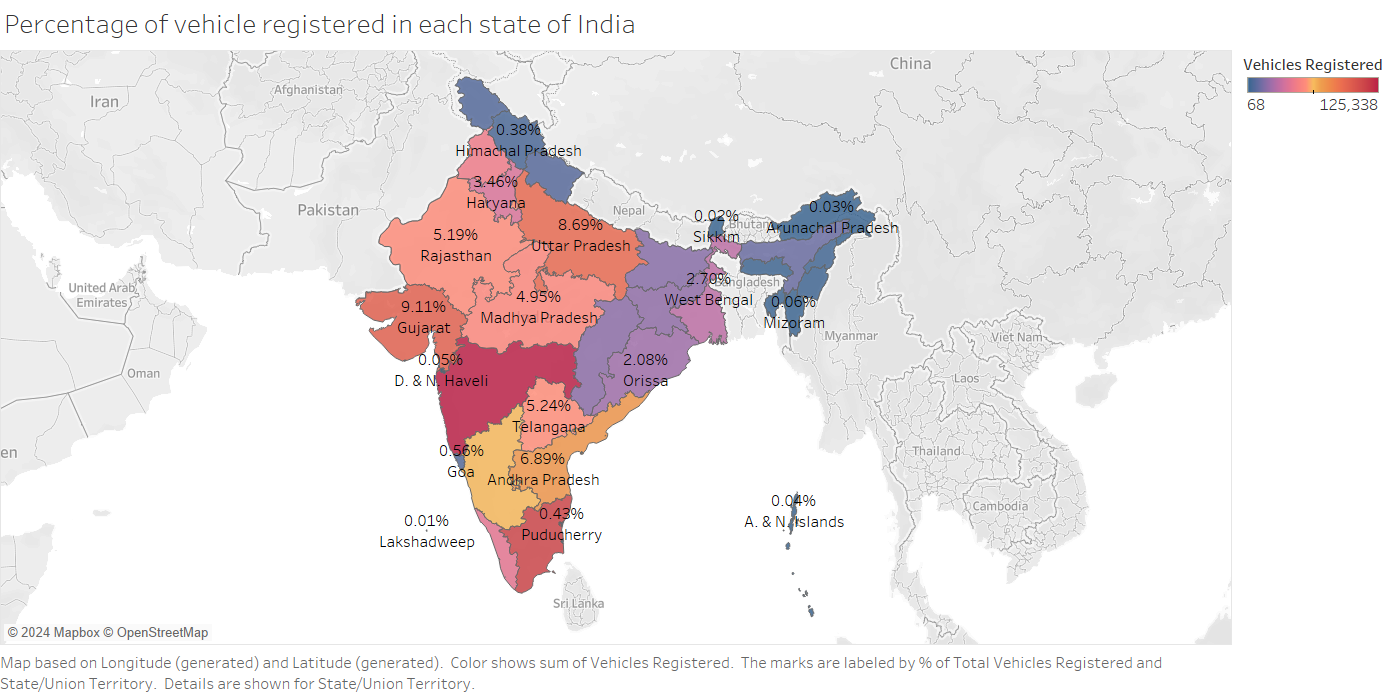 Percentage of vehicle registered in each state of India
Vehicles Registered
68 125,338
China
Afghanistan
Iran
0.38%
Himachal Pradesh
3.46%
Haryana
Pakistan
Nepal
0.02%
Sikkim
Bhutan
0.03%
Arunachal Pradesh
8.69%
Uttar Pradesh
5.19%
Rajasthan
United Arab
Emirates
2.70%
West Bengal
Bangladesh
4.95%
Madhya Pradesh
9.11%
Gujarat
0.06%
Mizoram
Myanmar
Viet Nam
Laos
Oman
0.05%
D. & N. Haveli
2.08%
Orissa
5.24%
Telangana
0.56%
Goa
6.89%
Andhra Pradesh
en
Thailand
0.04%
A. & N. Islands
Cambodia
0.01%
Lakshadweep
0.43%
Puducherry
Sri Lanka
© 2024 Mapbox © OpenStreetMap
Map based on Longitude (generated) and Latitude (generated). Color shows sum of Vehicles Registered. The marks are labeled by % of Total Vehicles Registered and
State/Union Territory. Details are shown for State/Union Territory.